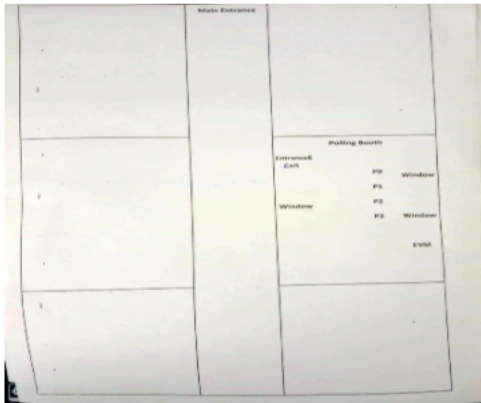 Main Entrance
Polling Booth
Entrance&
Exit
P0
Window
P1
P2
Window
P3
Window
EVM